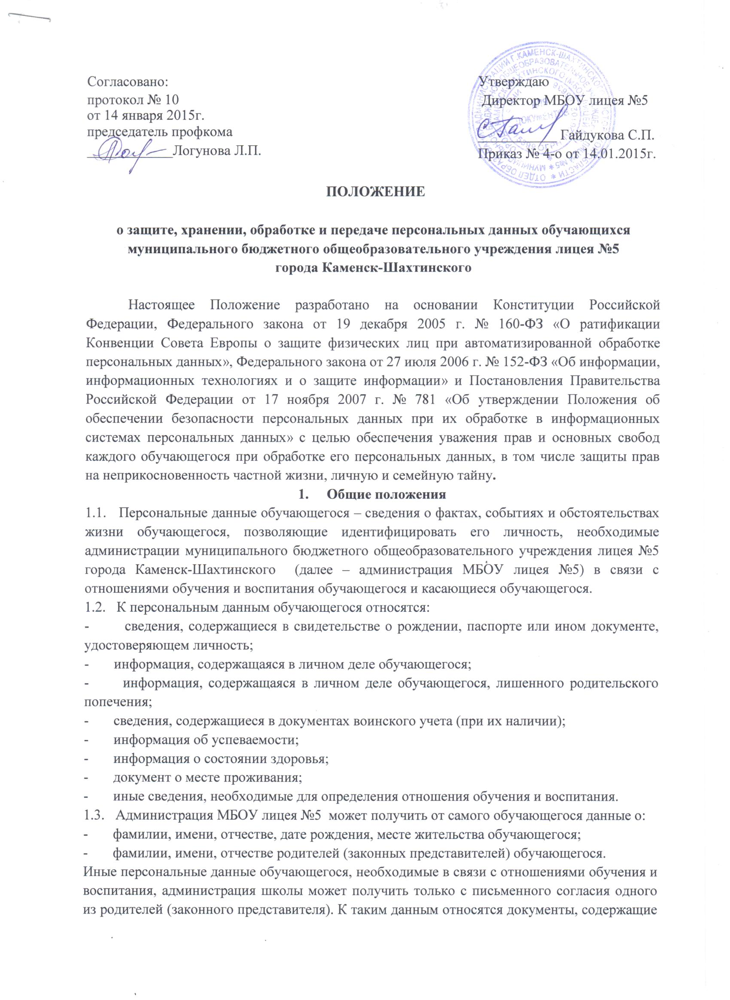 Согласовано:
протокол № 10
от 14 января 2015г.
председатель профкома
____________Логунова Л.П.
Утверждаю
Директор МБОУ лицея №5
___________ Гайдукова С.П.
Приказ № 4-о от 14.01.2015г.
ПОЛОЖЕНИЕ
о защите, хранении, обработке и передаче персональных данных обучающихся
муниципального бюджетного общеобразовательного учреждения лицея №5
города Каменск-Шахтинского
Настоящее Положение разработано на основании Конституции Российской
Федерации, Федерального закона от 19 декабря 2005 г. № 160-ФЗ «О ратификации
Конвенции Совета Европы о защите физических лиц при автоматизированной обработке
персональных данных», Федерального закона от 27 июля 2006 г. № 152-ФЗ «Об информации,
информационных технологиях и о защите информации» и Постановления Правительства
Российской Федерации от 17 ноября 2007 г. № 781 «Об утверждении Положения об
обеспечении безопасности персональных данных при их обработке в информационных
системах персональных данных» с целью обеспечения уважения прав и основных свобод
каждого обучающегося при обработке его персональных данных, в том числе защиты прав
на неприкосновенность частной жизни, личную и семейную тайну.
1. Общие положения
1.1. Персональные данные обучающегося – сведения о фактах, событиях и обстоятельствах
жизни обучающегося, позволяющие идентифицировать его личность, необходимые
администрации муниципального бюджетного общеобразовательного учреждения лицея №5
города Каменск-Шахтинского (далее – администрация МБОУ лицея №5) в связи с
отношениями обучения и воспитания обучающегося и касающиеся обучающегося.
1.2. К персональным данным обучающегося относятся:
- сведения, содержащиеся в свидетельстве о рождении, паспорте или ином документе,
удостоверяющем личность;
- информация, содержащаяся в личном деле обучающегося;
- информация, содержащаяся в личном деле обучающегося, лишенного родительского
попечения;
- сведения, содержащиеся в документах воинского учета (при их наличии);
- информация об успеваемости;
- информация о состоянии здоровья;
- документ о месте проживания;
- иные сведения, необходимые для определения отношения обучения и воспитания.
1.3. Администрация МБОУ лицея №5 может получить от самого обучающегося данные о:
- фамилии, имени, отчестве, дате рождения, месте жительства обучающегося;
- фамилии, имени, отчестве родителей (законных представителей) обучающегося.
Иные персональные данные обучающегося, необходимые в связи с отношениями обучения и
воспитания, администрация школы может получить только с письменного согласия одного
из родителей (законного представителя). К таким данным относятся документы, содержащие